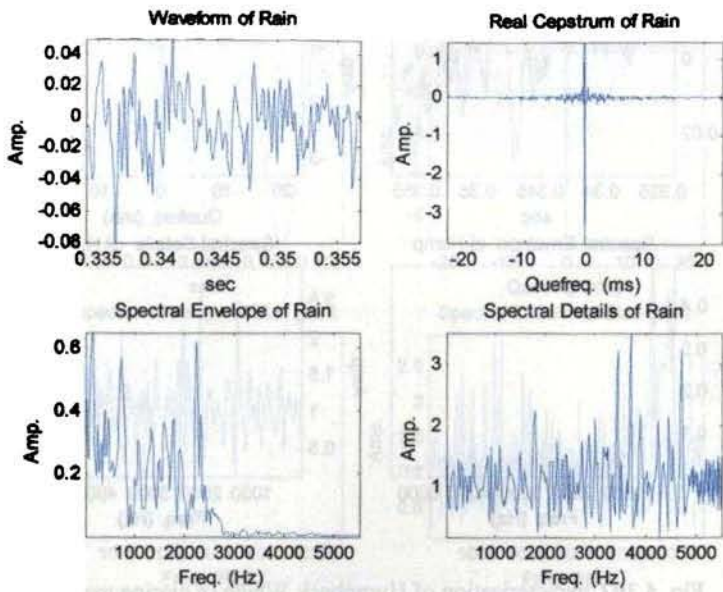 Waveform of Rain
Amp.
0.04
0.02
0
-0.02
-0.04
-0.06
-0.08
0.335 0.34 0.345 0.35 0.355
sec
Real Cepstrum of Rain
Amp.
1
0
-1
-2
-3
-20 -10 0 10 20
Quefreq. (ms)
Spectral Envelope of Rain
Amp.
0.6
0.4
0.2
1000 2000 3000 4000 5000
Freq. (Hz)
Spectral Details of Rain
Amp.
3
2
1
1000 2000 3000 4000 5000
Freq. (Hz)